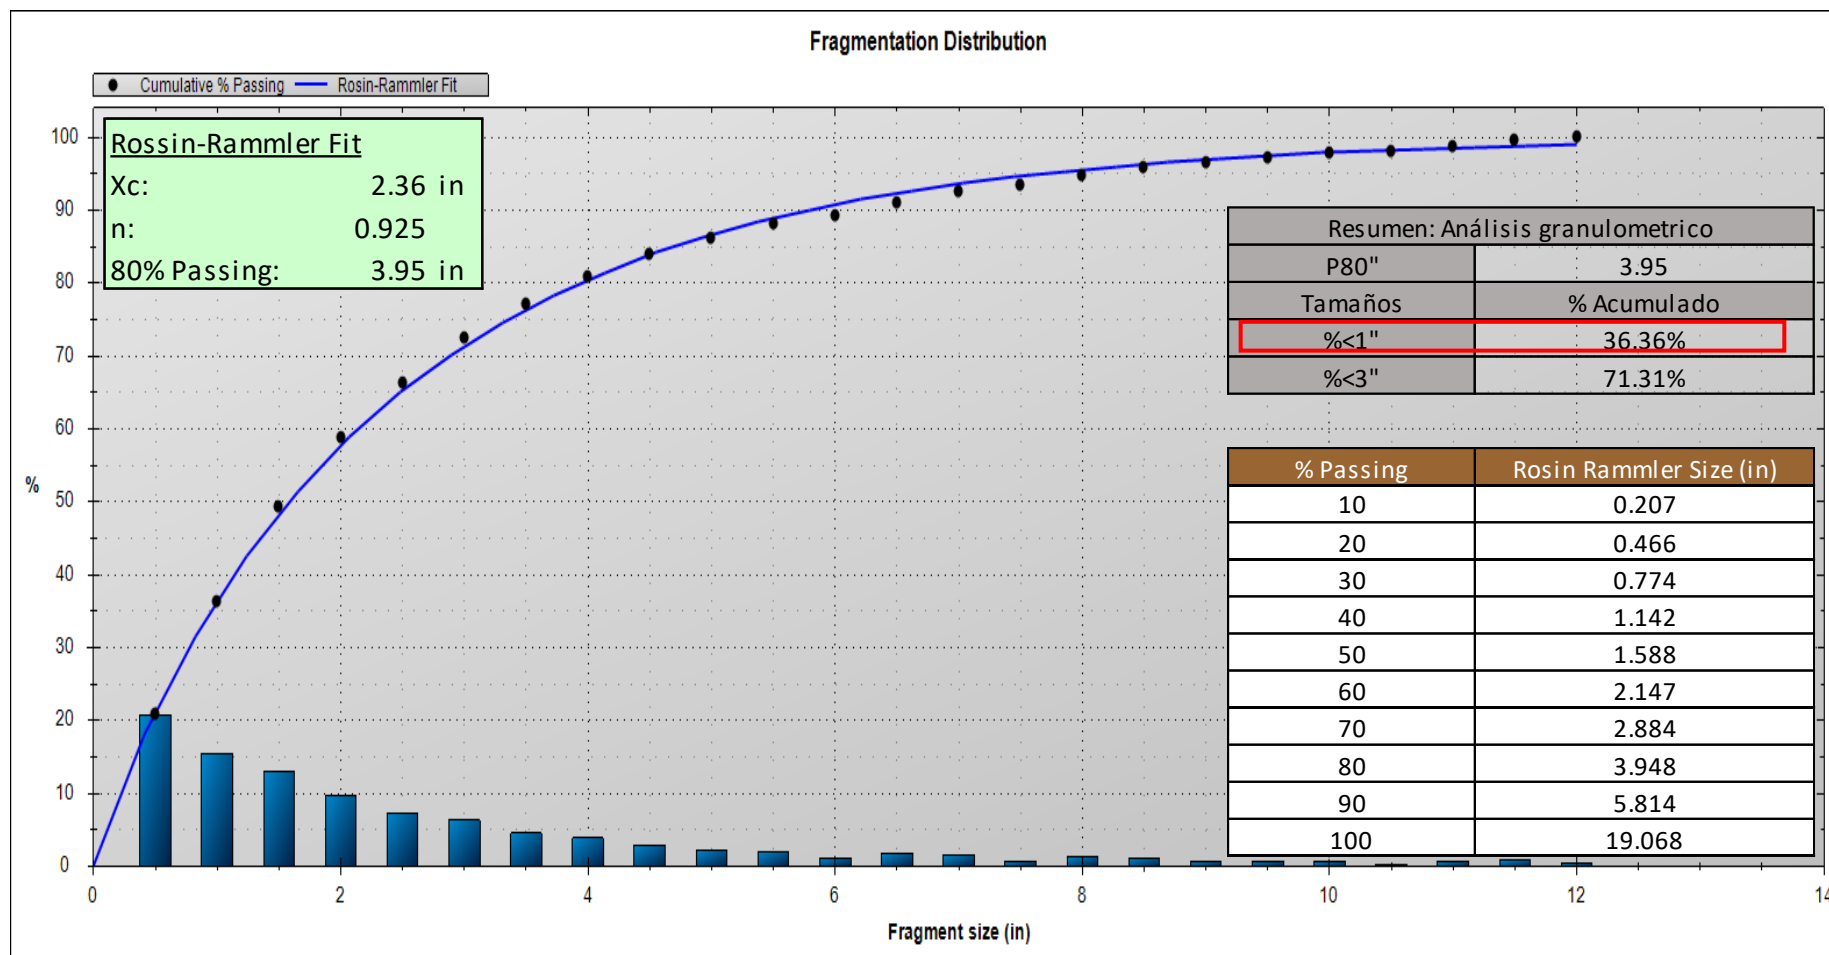 Fragmentation Distribution
Cumulative % Passing Rosin-Rammler Fit
Rossin-Rammler Fit
Xc: 2.36 in
n: 0.925
80% Passing: 3.95 in
Resumen: Análisis granulometrico
P80" 3.95
Tamaños % Acumulado
%<1" 36.36%
%<3" 71.31%
% Passing Rosin Rammler Size (in)
10 0.207
20 0.466
30 0.774
40 1.142
50 1.588
60 2.147
70 2.884
80 3.948
90 5.814
100 19.068
%
100
90
80
70
60
50
40
30
20
10
0
0 2 4 6 8 10 12 14
Fragment size (in)